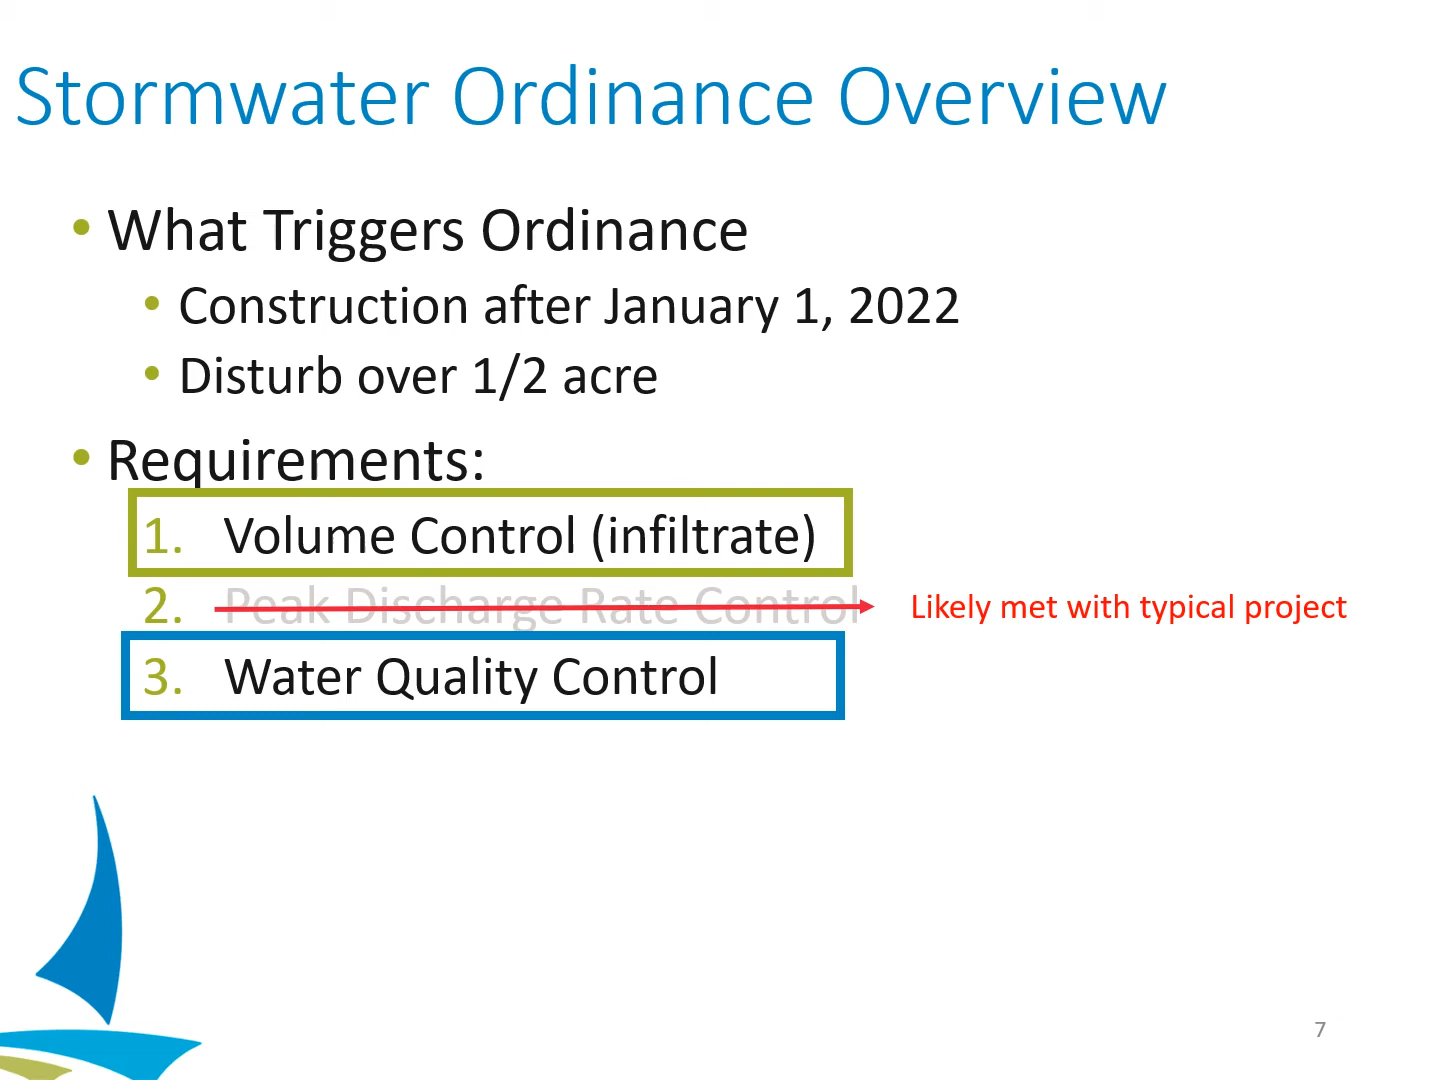 Stormwater Ordinance Overview
• What Triggers Ordinance
• Construction after January 1, 2022
• Disturb over 1/2 acre
• Requirements:
1. Volume Control (infiltrate)
2. Peak Discharge Rate Control Likely met with typical project
3. Water Quality Control
7